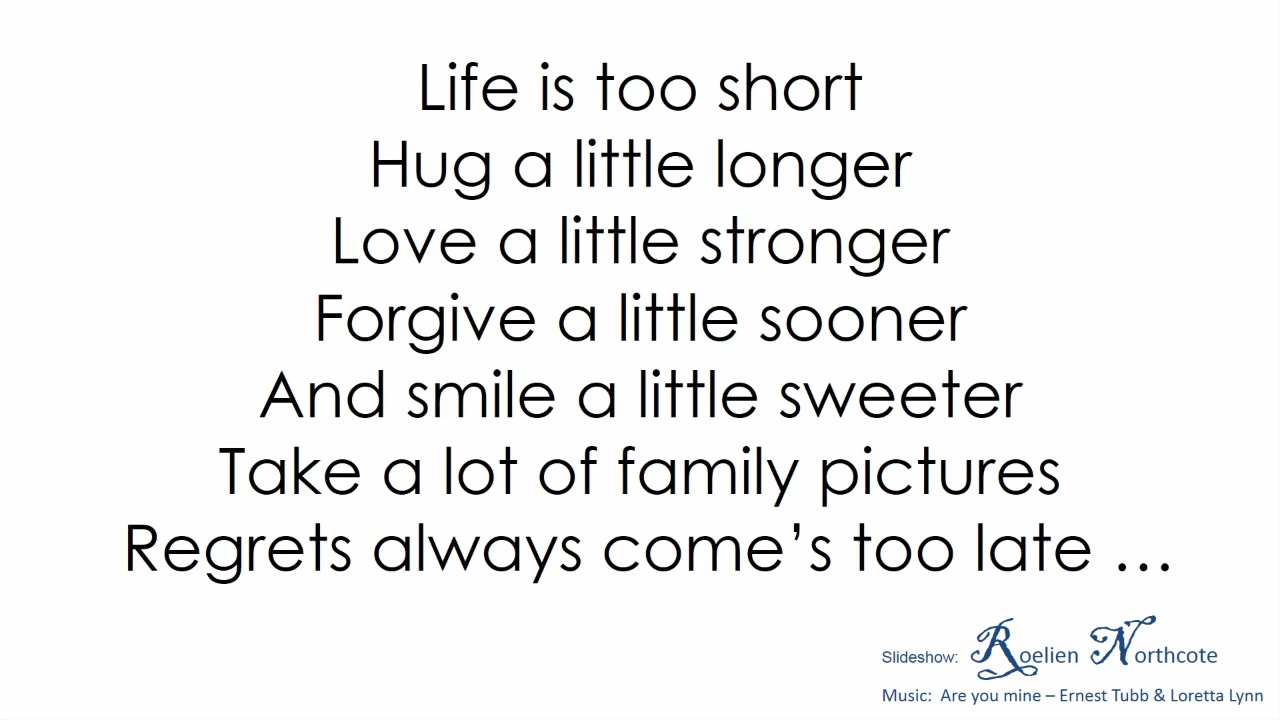 Life is too short
Hug a little longer
Love a little stronger
Forgive a little sooner
And smile a little sweeter
Take a lot of family pictures
Regrets always come’s too late ...
Slideshow: Roelien Northcote
Music: Are you mine – Ernest Tubb & Loretta Lynn